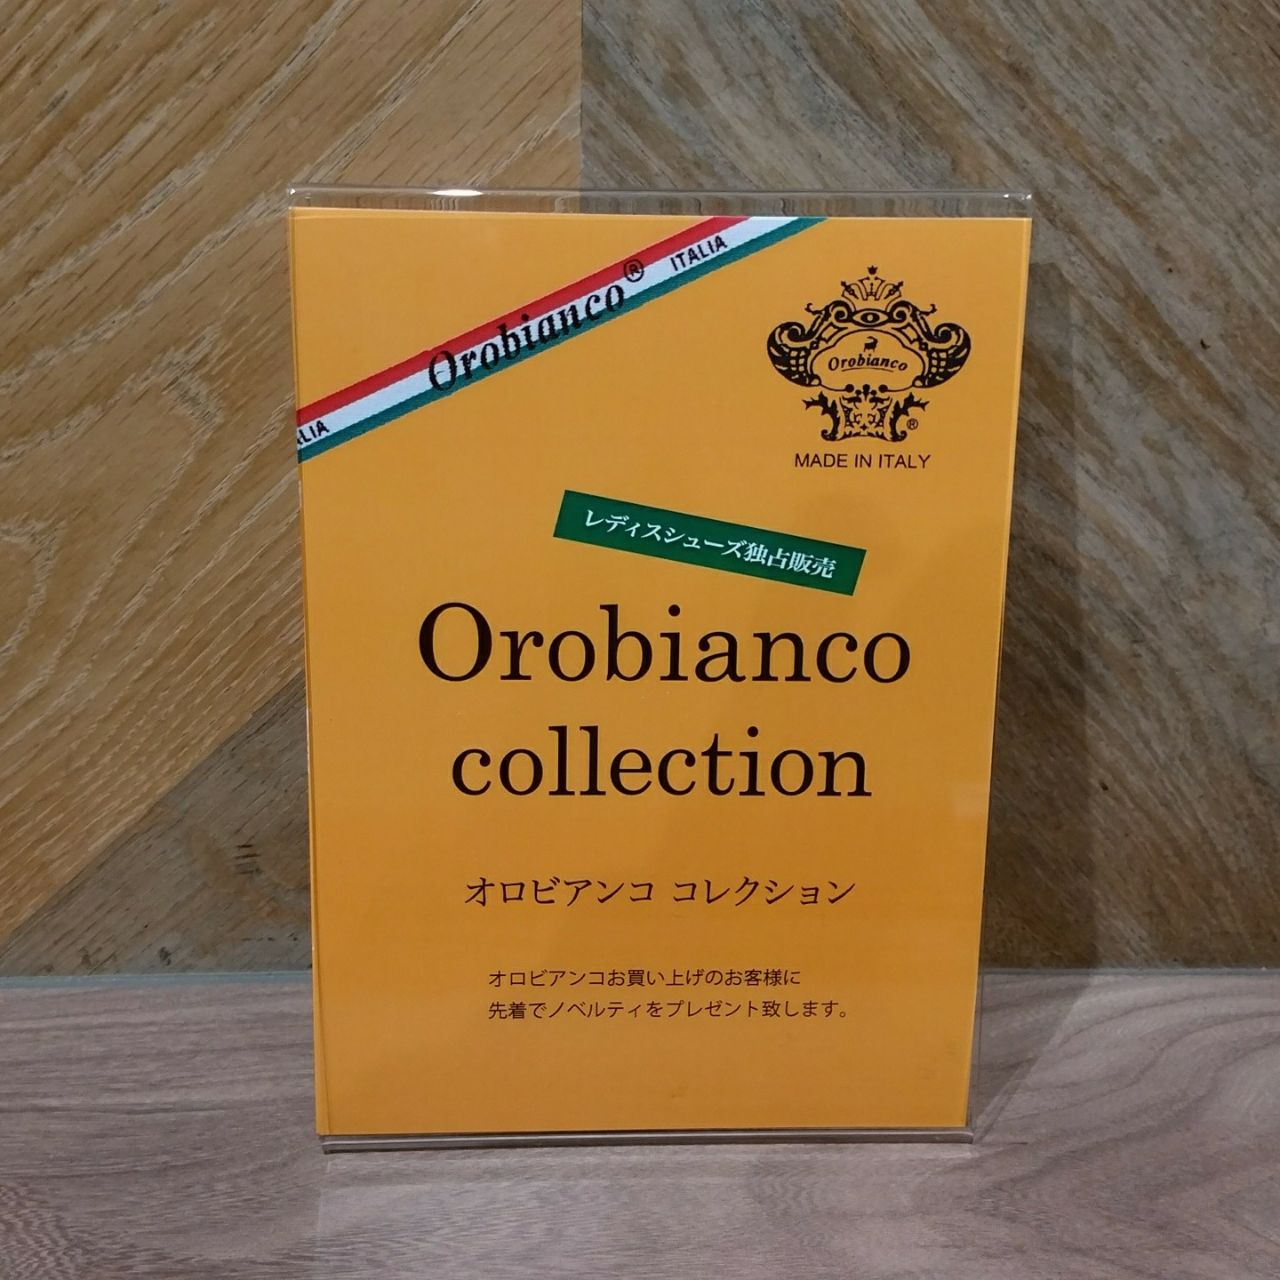 Orobianco® ITALIA
LIA
Orobianco
®
MADE IN ITALY
レディスシューズ独占販売
Orobianco
collection
オロビアンコ コレクション
オロビアンコお買い上げのお客様に
先着でノベルティをプレゼント致します。